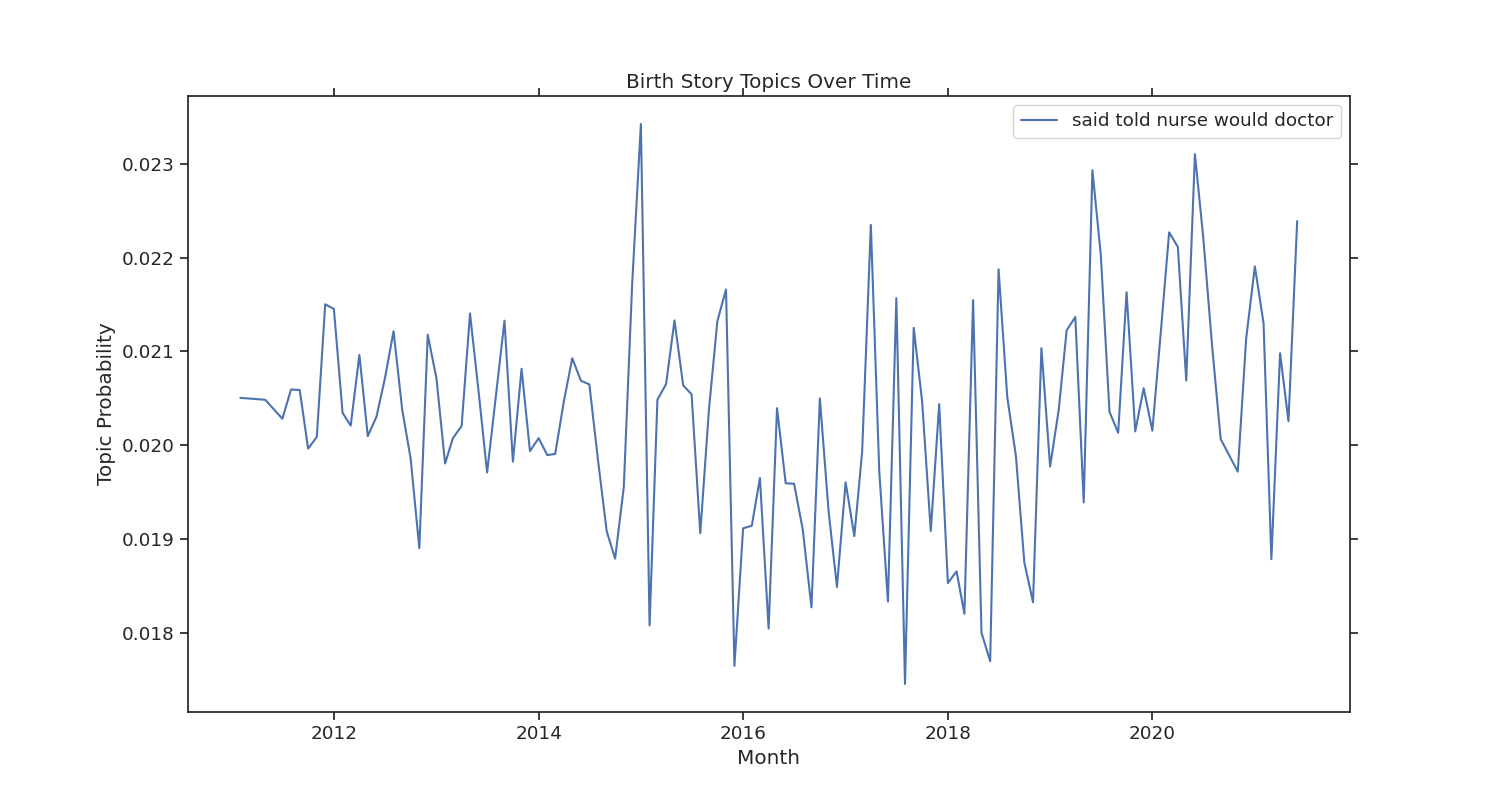 Birth Story Topics Over Time
said told nurse would doctor
0.023
0.022
0.021
0.020
0.019
0.018
Topic Probability
2012 2014 2016 2018 2020
Month